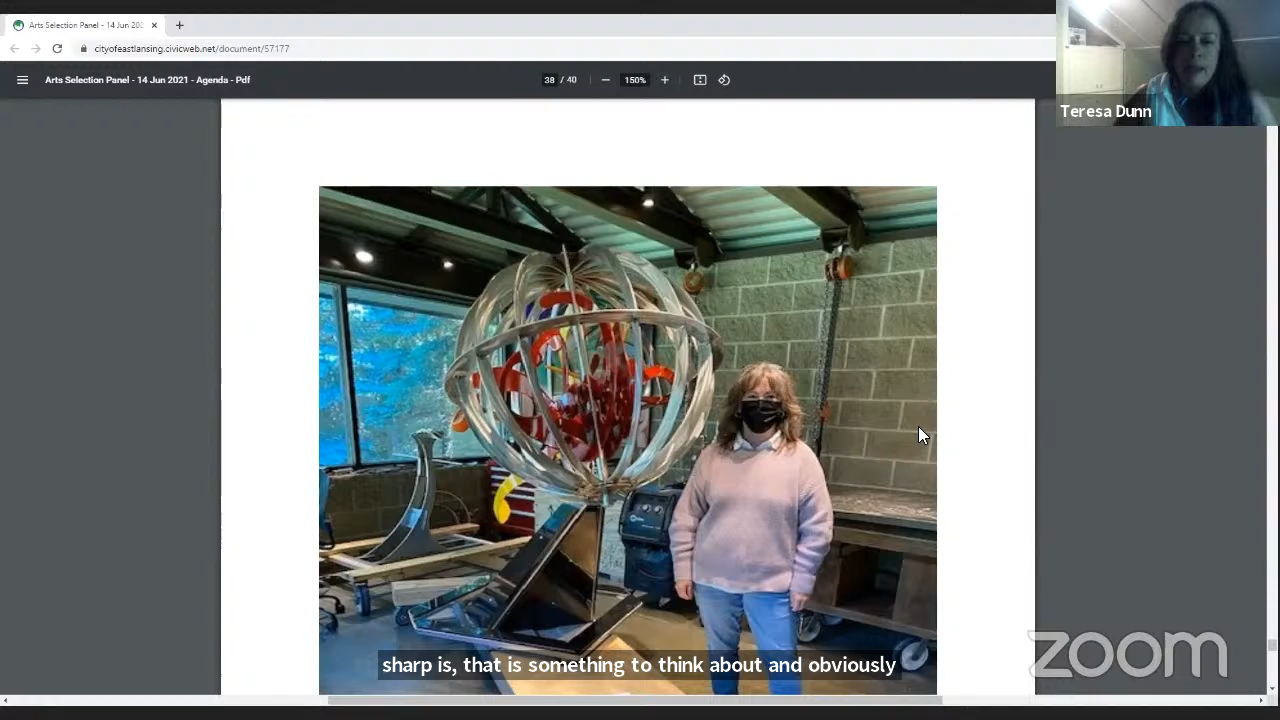 Arts Selection Panel - 14 Jun 202
cityofeastlansing.civicweb.net/document/57177
Arts Selection Panel - 14 Jun 2021 - Agenda - Pdf
38 / 40
150%
Teresa Dunn
sharp is, that is something to think about and obviously
zoom